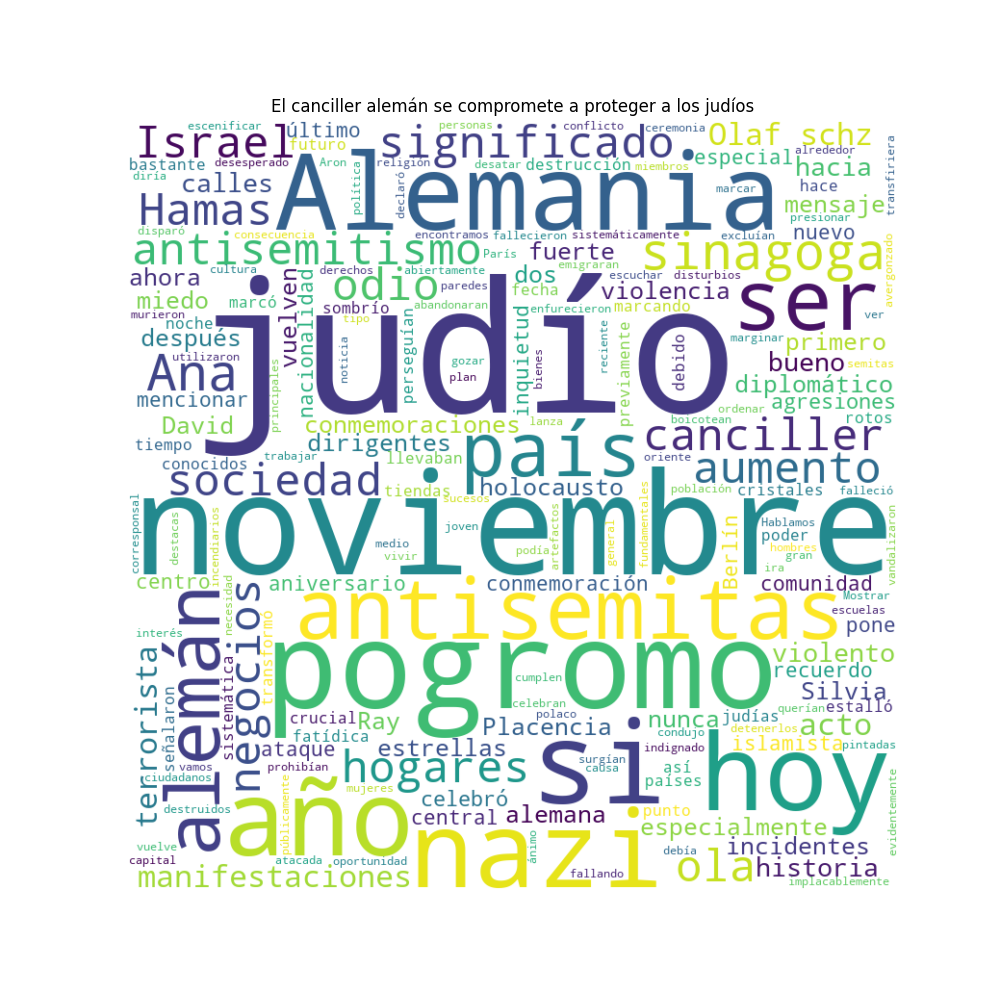 El canciller alemán se compromete a proteger a los judíos
escenificar
último
personas
conflicto
ceremonia
Olaf schz
alrededor
transfiriera
Israel
futuro
significado
especial
hacia
bastante
desesperado
Aron
religión
desatar
destrucción
miembros
diría
calles
política
declaró
Alemania
marcar
hace
mensaje
presionar
Hamas
disparó
consecuencia
encontramos
fallecieron
sistemáticamente
excluían
nuevo
antisemitismo
París
fuerte
emigraran
sinagoga
avergonzado
ahora
cultura
derechos
abiertamente
dos
escuchar
disturbios
ver
odio
paredes
fecha
violencia
ser
miedo
marcó
vuelven
nacionalidad
sombrío
abandonaran
enfurecieron
marcando
murieron
noche
tipo
perseguían
inquietud
previamente
debido
marginar
primero
después
utilizaron
noticia
judío
gozar
plan
bienes
reciente
bueno
semitas
Ana
principales
diplomático
mencionar
agresiones
David
conmemoraciones
lanza
boicotean
ordenar
rotos
tiempo
trabajar
dirigentes
país
canciller
conocidos
llevaban
oriente
aumento
sociedad
tiendas
sucesos
holocausto
población
cristales
falleció
corresponsal
destacas
incendiarios
noviembre
joven
artefactos
general
fundamentales
Hablamos
poder
hombres
vandalizaron
medio
vivir
podía
Berlín
ira
gran
centro
necesidad
aniversario
conmemoración
comunidad
Mostrar
alemán
negocios
antisemitas
escuelas
pone
interés
transformó
violento
terrorista
señalaron
sistemática
pogromo
recuerdo
cumplen
Silvia
celebran
estalló
crucial
Ray
polaco
nunca
judías
querían
acto
fatídica
Placencia
condujo
detenerlos
vamos
ataque
estrellas
si
indignado
islamista
pintadas
prohibían
surgían
causa
así
hoy
ciudadanos
hogares
países
mujeres
evidentemente
destruidos
públicamente
año
celebró
central
alemana
punto
especialmente
nazi
debía
incidentes
vuelve
capital
atacada
oportunidad
ánimo
ola
historia
manifestaciones
fallando
implacablemente